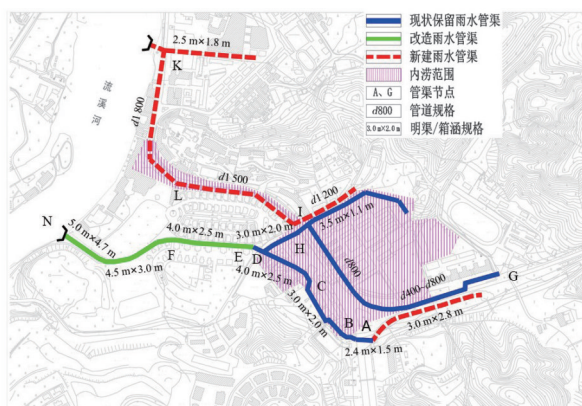 现状保留雨水管渠
改造雨水管渠
新建雨水管渠
内涝范围
A、G 管渠节点
d800 管道规格
3.0 m×2.0 m 明渠/箱涵规格
2.5 m×1.8 m
K
流溪河
d1 800
L
d1 500
I
d1 200
3.0 m×2.0 m
3.5 m×1.1 m
N
5.0 m×4.7 m
4.0 m×2.5 m
4.5 m×3.0 m
F
E
D
H
4.0 m×2.5 m
C
d800
d400~d800
G
3.0 m×2.0 m
B
A
3.0 m×2.8 m
2.4 m×1.5 m